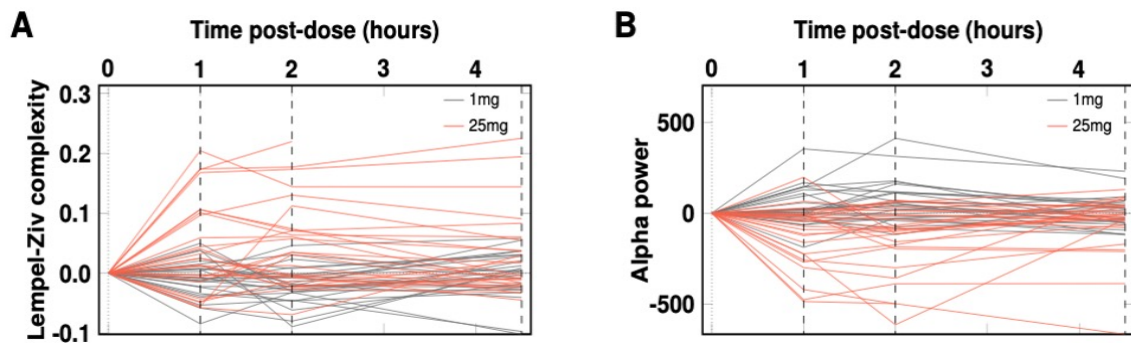 A
Time post-dose (hours)
0 1 2 3 4
Lempel-Ziv complexity
0.3
0.2
0.1
0.0
-0.1
1mg
25mg
B
Time post-dose (hours)
0 1 2 3 4
Alpha power
500
0
-500
1mg
25mg